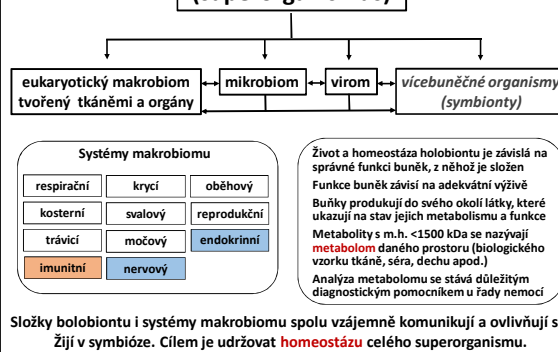 (superorganismus)
eukaryotický makrobiom
tvořený tkáněmi a orgány
mikrobiom
virom
vícebuněčné organismy
(symbionty)
Systémy makrobiomu
respirační
krycí
oběhový
kosterní
svalový
reprodukční
trávicí
močový
endokrinní
imunitní
nervový
Život a homeostáza holobiontu je závislá na
správné funkci buněk, z něhož je složen
Funkce buněk závisí na adekvátní výživě
Buňky produkují do svého okolí látky, které
ukazují na stav jejich metabolismu a funkce
Metabolity s m.h. <1500 kDa se nazývají
metabolom daného prostoru (biologického
vzorku tkáně, séra, dechu apod.)
Analýza metabolomu se stává důležitým
diagnostickým pomocníkem u řady nemocí
Složky bolobiontu i systémy makrobiomu spolu vzájemně komunikují a ovlivňují s
Žijí v symbióze. Cílem je udržovat homeostázu celého superorganismu.